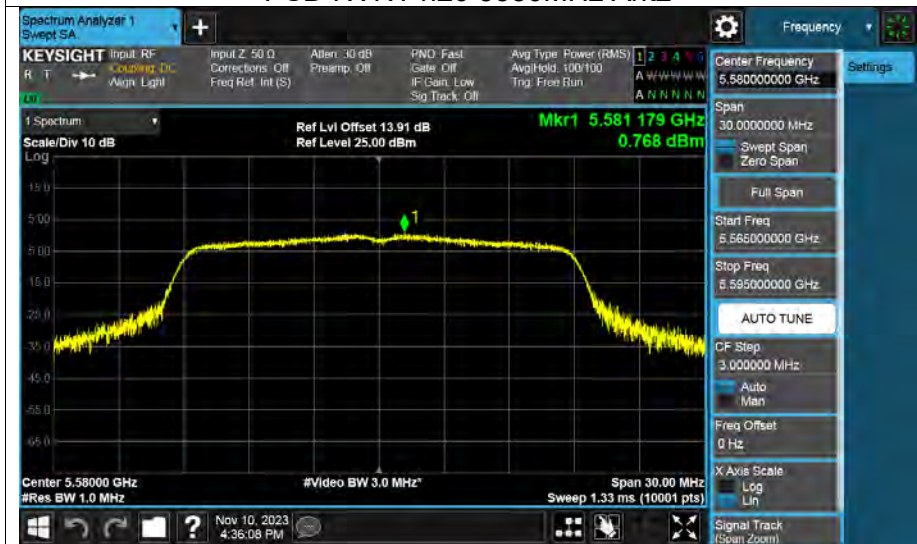 Spectrum Analyzer 1
Swept SA
+
Frequency
KEYSIGHT
R T
Input: RF
Coupling: DC
Align: Light
Input Z: 50 Ω
Corrections: Off
Freq Ref: Int (S)
Atten: 30 dB
Preamp: Off
PNO: Fast
Gate: Off
IF Gain: Low
Sig Track: Off
Avg Type: Power (RMS)
Avg|Hold: 100/100
Trig: Free Run
1 2 3 4 5 6
A W W W W W
A N N N N N
1 Spectrum
Scale/Div 10 dB
Log
Ref Lvl Offset 13.91 dB
Ref Level 25.00 dBm
Mkr1 5.581 179 GHz
0.768 dBm
15.0
5.00
-5.00
-15.0
-25.0
-35.0
-45.0
-55.0
-65.0
1
Center 5.58000 GHz
#Res BW 1.0 MHz
#Video BW 3.0 MHz*
Span 30.00 MHz
Sweep 1.33 ms (10001 pts)
Center Frequency
5.580000000 GHz
Settings
Span
30.0000000 MHz
Swept Span
Zero Span
Full Span
Start Freq
5.565000000 GHz
Stop Freq
5.595000000 GHz
AUTO TUNE
CF Step
3.000000 MHz
Auto
Man
Freq Offset
0 Hz
X Axis Scale
Log
Lin
Signal Track
(Span Zoom)
?
Nov 10, 2023
4:36:08 PM